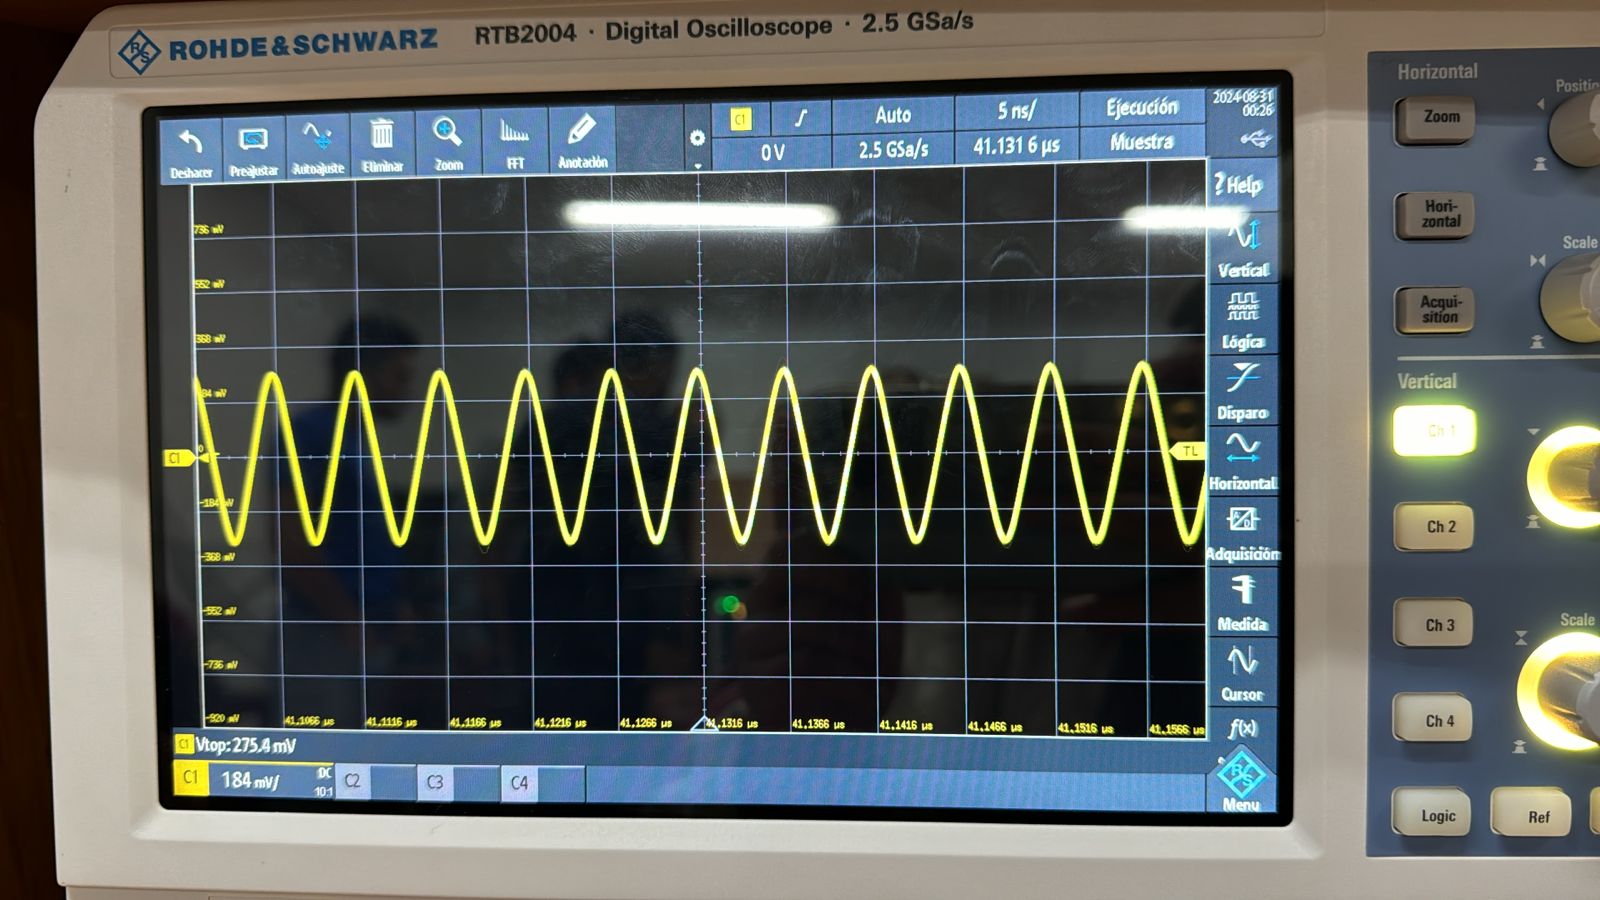 ROHDE&SCHWARZ RTB2004 · Digital Oscilloscope · 2.5 GSa/s
Deshacer Preajustar Autoajuste Eliminar Zoom FFT Anotación
C1 Auto 5 ns/ Ejecución
0 V 2.5 GSa/s 41.131 6 µs Muestra
2024-08-31
00:26
? Help
Vertical
Lógica
Disparo
Horizontal
Adquisición
Medida
Cursor
f(x)
Menu
736 mV
552 mV
368 mV
84 mV
0
C1
TL
-184 mV
-368 mV
-552 mV
-736 mV
-920 mV
41.1066 µs 41.1116 µs 41.1166 µs 41.1216 µs 41.1266 µs 41.1316 µs 41.1366 µs 41.1416 µs 41.1466 µs 41.1516 µs 41.1566 µs
C1 Vtop: 275.4 mV
C1 184 mV/ DC 10:1 C2 C3 C4
Horizontal
Positio
Zoom
Hori-
zontal
Scale
Acqui-
sition
Vertical
Ch 1
Ch 2
Ch 3
Scale
Ch 4
Logic
Ref